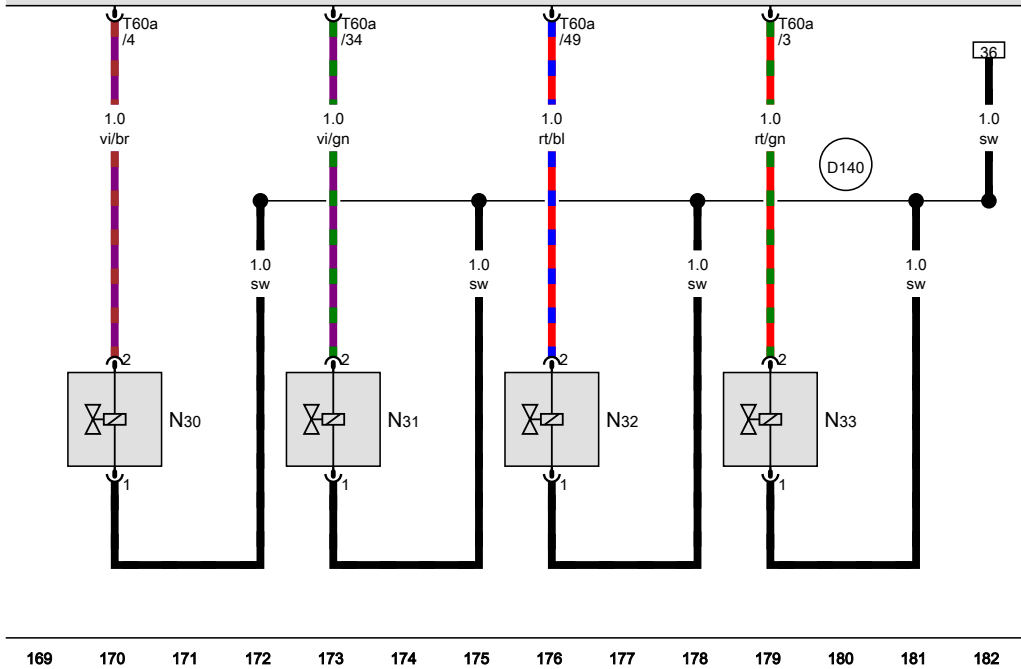 T60a
/4
T60a
/34
T60a
/49
T60a
/3
36
1.0
vi/br
1.0
vi/gn
1.0
rt/bl
1.0
rt/gn
1.0
sw
D140
1.0
sw
1.0
sw
1.0
sw
1.0
sw
2
2
2
2
N30
N31
N32
N33
1
1
1
1
169 170 171 172 173 174 175 176 177 178 179 180 181 182